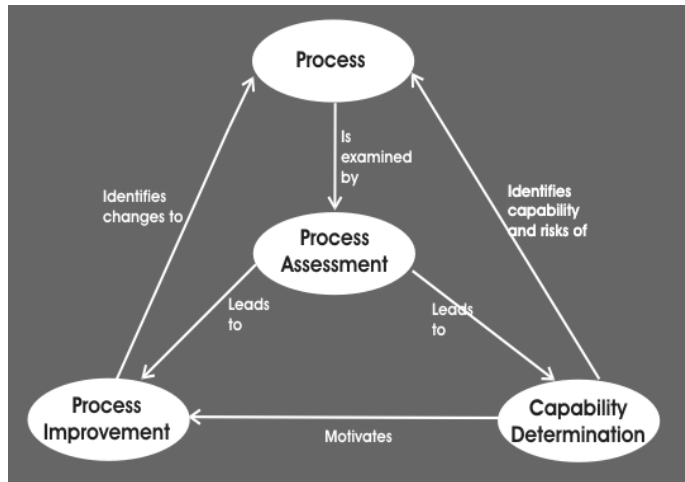 Process
Is
examined
by
Identifies
changes to
Identifies
capability
and risks of
Process
Assessment
Leads
to
Leads
to
Process
Improvement
Motivates
Capability
Determination